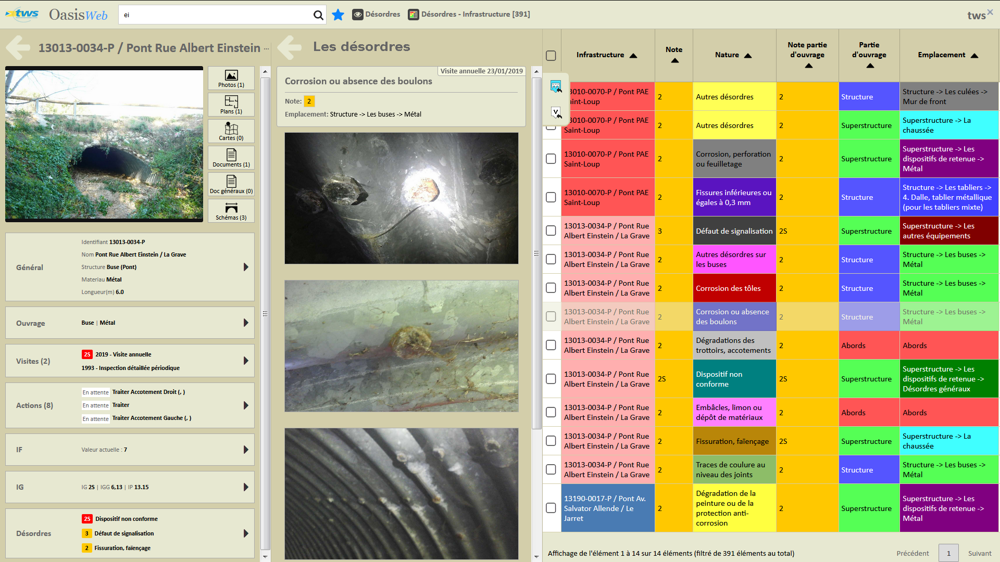 tws OasisWeb ei Désordres Désordres - Infrastructure [391] tws
13013-0034-P / Pont Rue Albert Einstein ...
Photos (1)
Plans (1)
Cartes (0)
Documents (1)
Doc généraux (0)
Schémas (3)
Général
Identifiant 13013-0034-P
Nom Pont Rue Albert Einstein / La Grave
Structure Buse (Pont)
Materiau Métal
Longueur(m) 6.0
Ouvrage
Buse | Métal
Visites (2)
2S 2019 - Visite annuelle
1993 - Inspection détaillée périodique
Actions (8)
En attente Traiter Accotement Droit (, )
En attente Traiter
En attente Traiter Accotement Gauche (, )
IF
Valeur actuelle : 7
IG
IG 2S | IGG 6,13 | IP 13.15
Désordres
2S Dispositif non conforme
3 Défaut de signalisation
2 Fissuration, faïençage
Les désordres
Visite annuelle 23/01/2019
Corrosion ou absence des boulons
Note: 2
Emplacement: Structure -> Les buses -> Métal
Infrastructure
Note
Nature
Note partie
d'ouvrage
Partie
d'ouvrage
Emplacement
V
3010-0070-P / Pont PAE
aint-Loup
2
Autres désordres
2
Structure
Structure -> Les culées ->
Mur de front
3010-0070-P / Pont PAE
Saint-Loup
2
Autres désordres
2
Superstructure
Superstructure -> La
chaussée
13010-0070-P / Pont PAE
Saint-Loup
2
Corrosion, perforation
ou feuilletage
2
Superstructure
Superstructure -> Les
dispositifs de retenue ->
Métal
13010-0070-P / Pont PAE
Saint-Loup
2
Fissures inférieures ou
égales à 0,3 mm
2
Structure
Structure -> Les tabliers ->
4. Dalle, tablier métallique
(pour les tabliers mixte)
13013-0034-P / Pont Rue
Albert Einstein / La Grave
3
Défaut de signalisation
2S
Superstructure
Superstructure -> Les
autres équipements
13013-0034-P / Pont Rue
Albert Einstein / La Grave
2
Autres désordres sur
les buses
2
Structure
Structure -> Les buses ->
Métal
13013-0034-P / Pont Rue
Albert Einstein / La Grave
2
Corrosion des tôles
2
Structure
Structure -> Les buses ->
Métal
13013-0034-P / Pont Rue
Albert Einstein / La Grave
2
Corrosion ou absence
des boulons
2
Structure
Structure -> Les buses ->
Métal
13013-0034-P / Pont Rue
Albert Einstein / La Grave
2
Dégradations des
trottoirs, accotements
2
Abords
Abords
13013-0034-P / Pont Rue
Albert Einstein / La Grave
2S
Dispositif non
conforme
2S
Superstructure
Superstructure -> Les
dispositifs de retenue ->
Désordres généraux
13013-0034-P / Pont Rue
Albert Einstein / La Grave
2
Embâcles, limon ou
dépôt de matériaux
2
Abords
Abords
13013-0034-P / Pont Rue
Albert Einstein / La Grave
2
Fissuration, faïençage
2S
Superstructure
Superstructure -> La
chaussée
13013-0034-P / Pont Rue
Albert Einstein / La Grave
2
Traces de coulure au
niveau des joints
2
Structure
Structure -> Les buses ->
Métal
13190-0017-P / Pont Av.
Salvator Allende / Le
Jarret
2
Dégradation de la
peinture ou de la
protection anti-
corrosion
2
Superstructure
Superstructure -> Les
dispositifs de retenue ->
Métal
Affichage de l'élément 1 à 14 sur 14 éléments (filtré de 391 éléments au total)
Précédent 1 Suivant